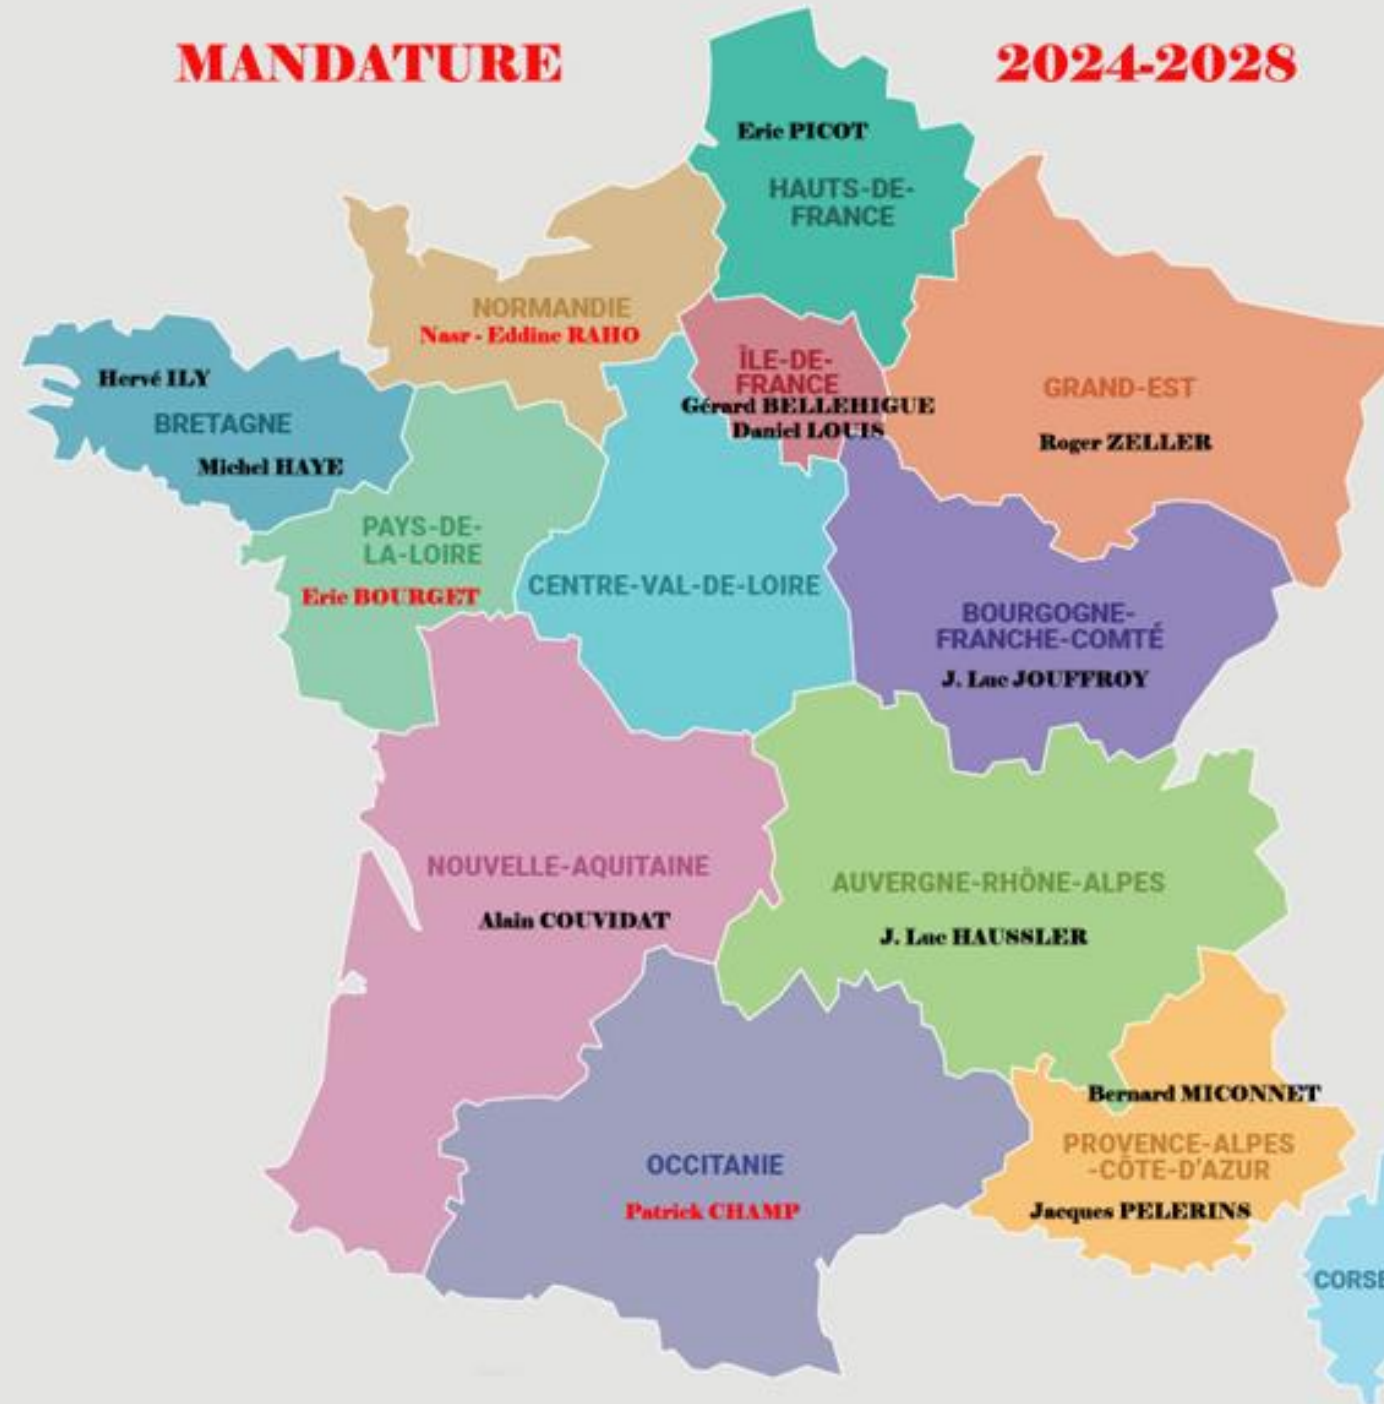 MANDATURE 2024-2028
Eric PICOT
HAUTS-DE-
FRANCE
NORMANDIE
Nasr - Eddine RAHO
ÎLE-DE-
FRANCE
Gérard BELLEHIGUE
Daniel LOUIS
GRAND-EST
Roger ZELLER
Hervé ILY
BRETAGNE
Michel HAYE
PAYS-DE-
LA-LOIRE
Eric BOURGET
CENTRE-VAL-DE-LOIRE
BOURGOGNE-
FRANCHE-COMTÉ
J. Luc JOUFFROY
NOUVELLE-AQUITAINE
Alain COUVIDAT
AUVERGNE-RHÔNE-ALPES
J. Luc HAUSSLER
Bernard MICONNET
PROVENCE-ALPES
-CÔTE-D'AZUR
Jacques PELERINS
OCCITANIE
Patrick CHAMP
CORSE